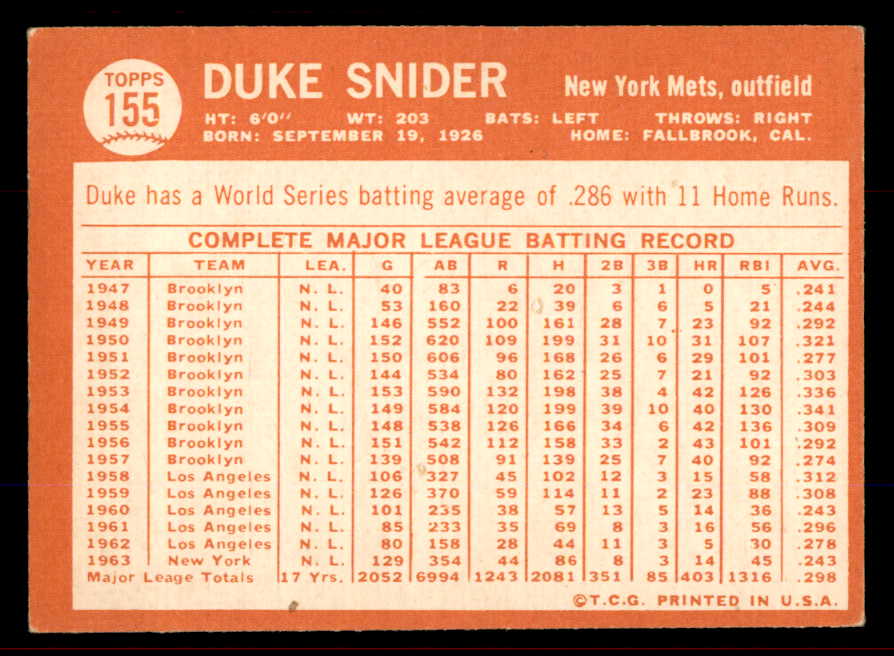 TOPPS
155
DUKE SNIDER New York Mets, outfield
HT: 6'0" WT: 203 BATS: LEFT THROWS: RIGHT
BORN: SEPTEMBER 19, 1926 HOME: FALLBROOK, CAL.
Duke has a World Series batting average of .286 with 11 Home Runs.
COMPLETE MAJOR LEAGUE BATTING RECORD
YEAR TEAM LEA. G AB R H 2B 3B HR RBI AVG.
1947 Brooklyn N. L. 40 83 6 20 3 1 0 5 .241
1948 Brooklyn N. L. 53 160 22 39 6 6 5 21 .244
1949 Brooklyn N. L. 146 552 100 161 28 7 23 92 .292
1950 Brooklyn N. L. 152 620 109 199 31 10 31 107 .321
1951 Brooklyn N. L. 150 606 96 168 26 6 29 101 .277
1952 Brooklyn N. L. 144 534 80 162 25 7 21 92 .303
1953 Brooklyn N. L. 153 590 132 198 38 4 42 126 .336
1954 Brooklyn N. L. 149 584 120 199 39 10 40 130 .341
1955 Brooklyn N. L. 148 538 126 166 34 6 42 136 .309
1956 Brooklyn N. L. 151 542 112 158 33 2 43 101 .292
1957 Brooklyn N. L. 139 508 91 139 25 7 40 92 .274
1958 Los Angeles N. L. 106 327 45 102 12 3 15 58 .312
1959 Los Angeles N. L. 126 370 59 114 11 2 23 88 .308
1960 Los Angeles N. L. 101 235 38 57 13 5 14 36 .243
1961 Los Angeles N. L. 85 233 35 69 8 3 16 56 .296
1962 Los Angeles N. L. 80 158 28 44 11 3 5 30 .278
1963 New York N. L. 129 354 44 86 8 3 14 45 .243
Major Leage Totals 17 Yrs. 2052 6994 1243 2081 351 85 403 1316 .298
©T.C.G. PRINTED IN U.S.A.